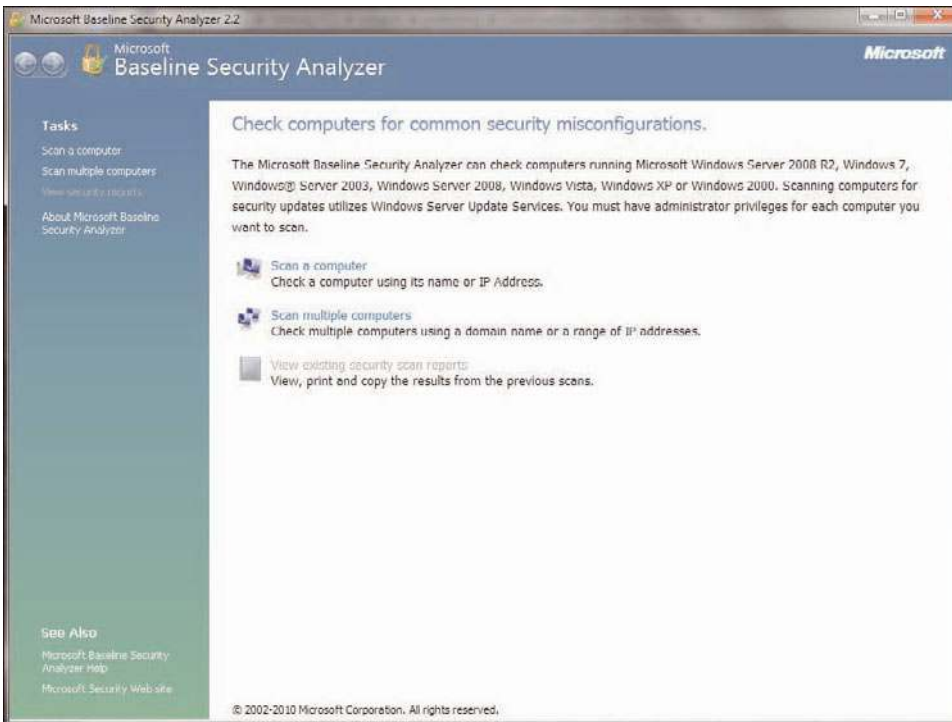 Microsoft Baseline Security Analyzer 2.2
Microsoft
Baseline Security Analyzer
Microsoft
Tasks
Scan a computer
Scan multiple computers
View security reports
About Microsoft Baseline
Security Analyzer
Check computers for common security misconfigurations.
The Microsoft Baseline Security Analyzer can check computers running Microsoft Windows Server 2008 R2, Windows 7,
Windows® Server 2003, Windows Server 2008, Windows Vista, Windows XP or Windows 2000. Scanning computers for
security updates utilizes Windows Server Update Services. You must have administrator privileges for each computer you
want to scan.
Scan a computer
Check a computer using its name or IP Address.
Scan multiple computers
Check multiple computers using a domain name or a range of IP addresses.
View existing security scan reports
View, print and copy the results from the previous scans.
See Also
Microsoft Baseline Security
Analyzer Help
Microsoft Security Web site
© 2002-2010 Microsoft Corporation. All rights reserved.